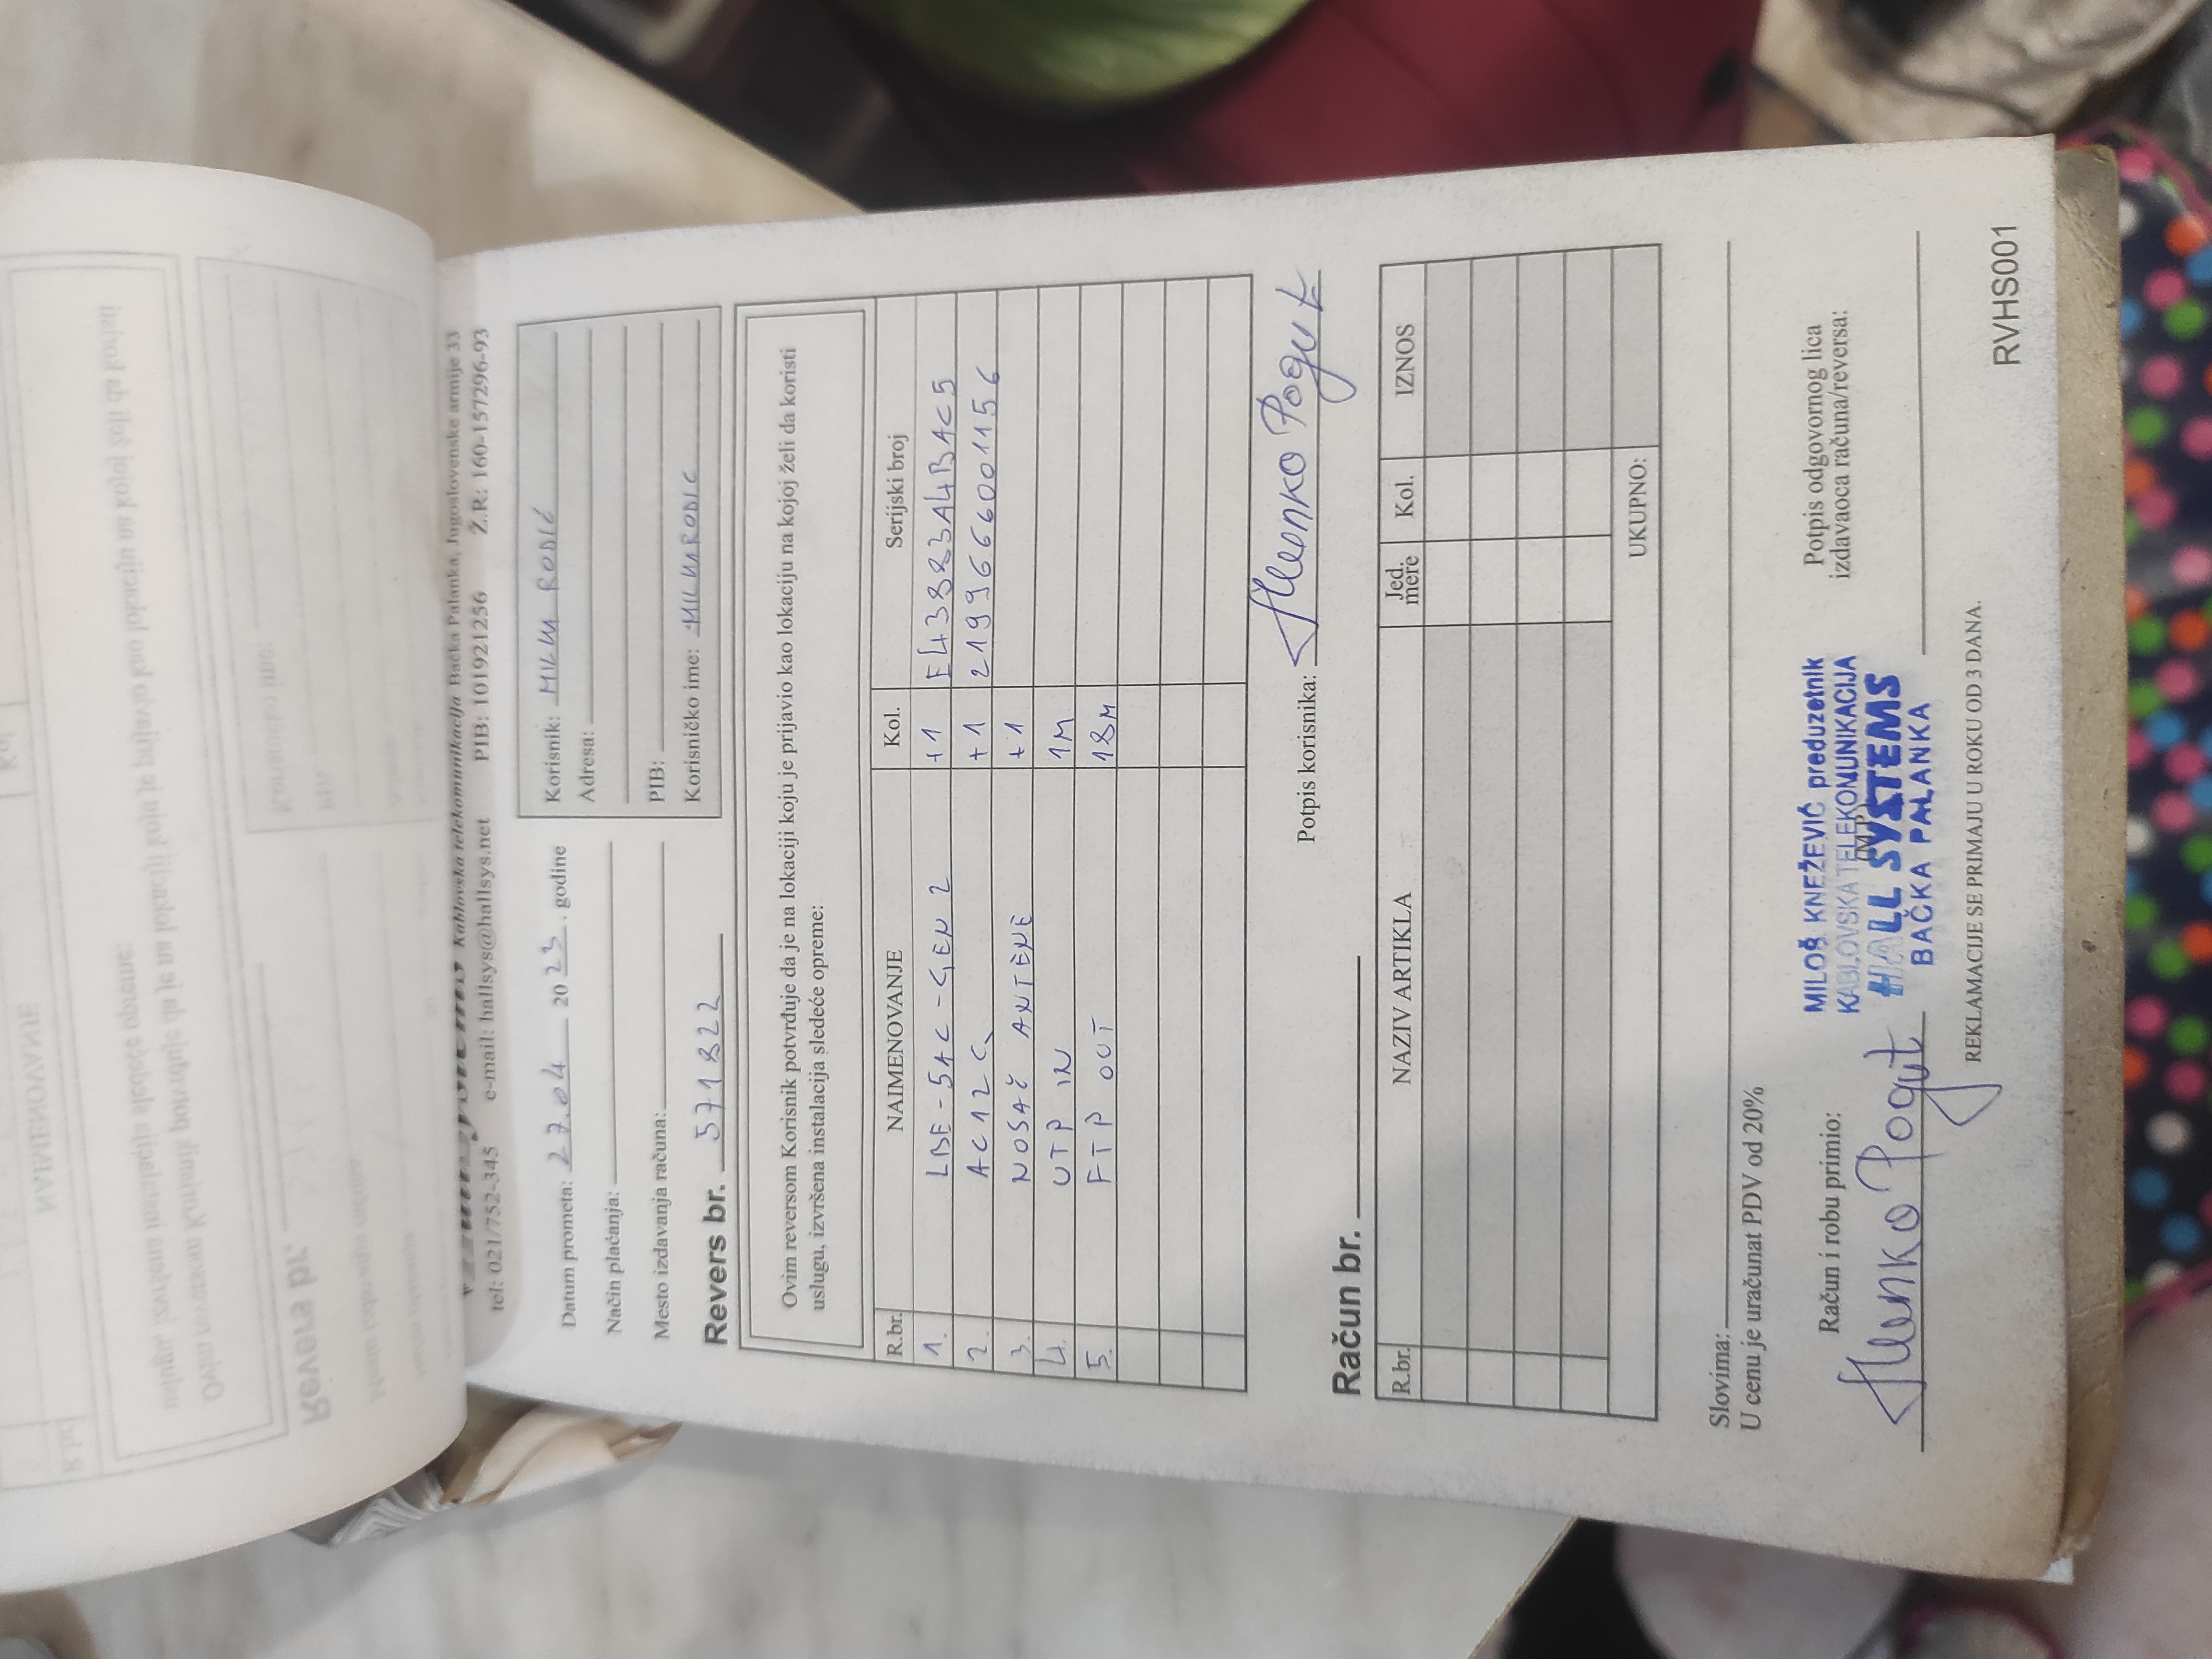 Kablovska telekomunikacija Bačka Palanka, Jugoslovenske armije 33
tel: 021/752-345 e-mail: hallsys@hallsys.net PIB: 101921256 Ž.R: 160-157296-93
Datum prometa: 27.04 2023. godine
Način plaćanja:
Mesto izdavanja računa:
Korisnik: MILAN RODIĆ
Adresa:
PIB:
Korisničko ime: MILANRODIC
Revers br. 571822
Ovim reversom Korisnik potvrđuje da je na lokaciji koju je prijavio kao lokaciju na kojoj želi da koristi
uslugu, izvršena instalacija sledeće opreme:
R.br. NAIMENOVANJE Kol. Serijski broj
1. LBE-5AC-GEN 2 +1 E43883A4BAC5
2. AC12G +1 2199666001156
3. NOSAČ ANTENE +1
4. UTP IN 1M
5. FTP OUT 18M
Potpis korisnika:
Račun br.
R.br. NAZIV ARTIKLA Jed. mere Kol. IZNOS
UKUPNO:
Slovima:
U cenu je uračunat PDV od 20%
Račun i robu primio:
MILOŠ KNEŽEVIĆ preduzetnik
KABLOVSKA TELEKOMUNIKACIJA
(M.P.)
HALL SYSTEMS
BAČKA PALANKA
Potpis odgovornog lica
izdavaoca računa/reversa:
REKLAMACIJE SE PRIMAJU U ROKU OD 3 DANA.
RVHS001